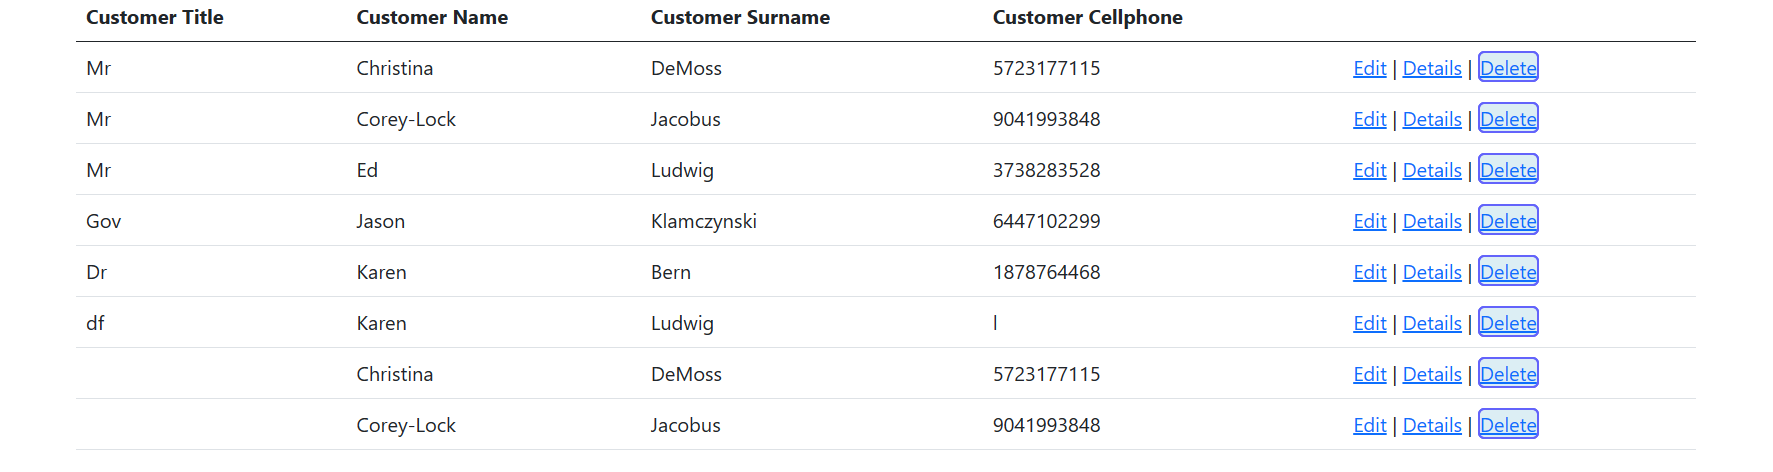 Customer Title Customer Name Customer Surname Customer Cellphone
Mr Christina DeMoss 5723177115 Edit | Details | Delete
Mr Corey-Lock Jacobus 9041993848 Edit | Details | Delete
Mr Ed Ludwig 3738283528 Edit | Details | Delete
Gov Jason Klamczynski 6447102299 Edit | Details | Delete
Dr Karen Bern 1878764468 Edit | Details | Delete
df Karen Ludwig l Edit | Details | Delete
Christina DeMoss 5723177115 Edit | Details | Delete
Corey-Lock Jacobus 9041993848 Edit | Details | Delete